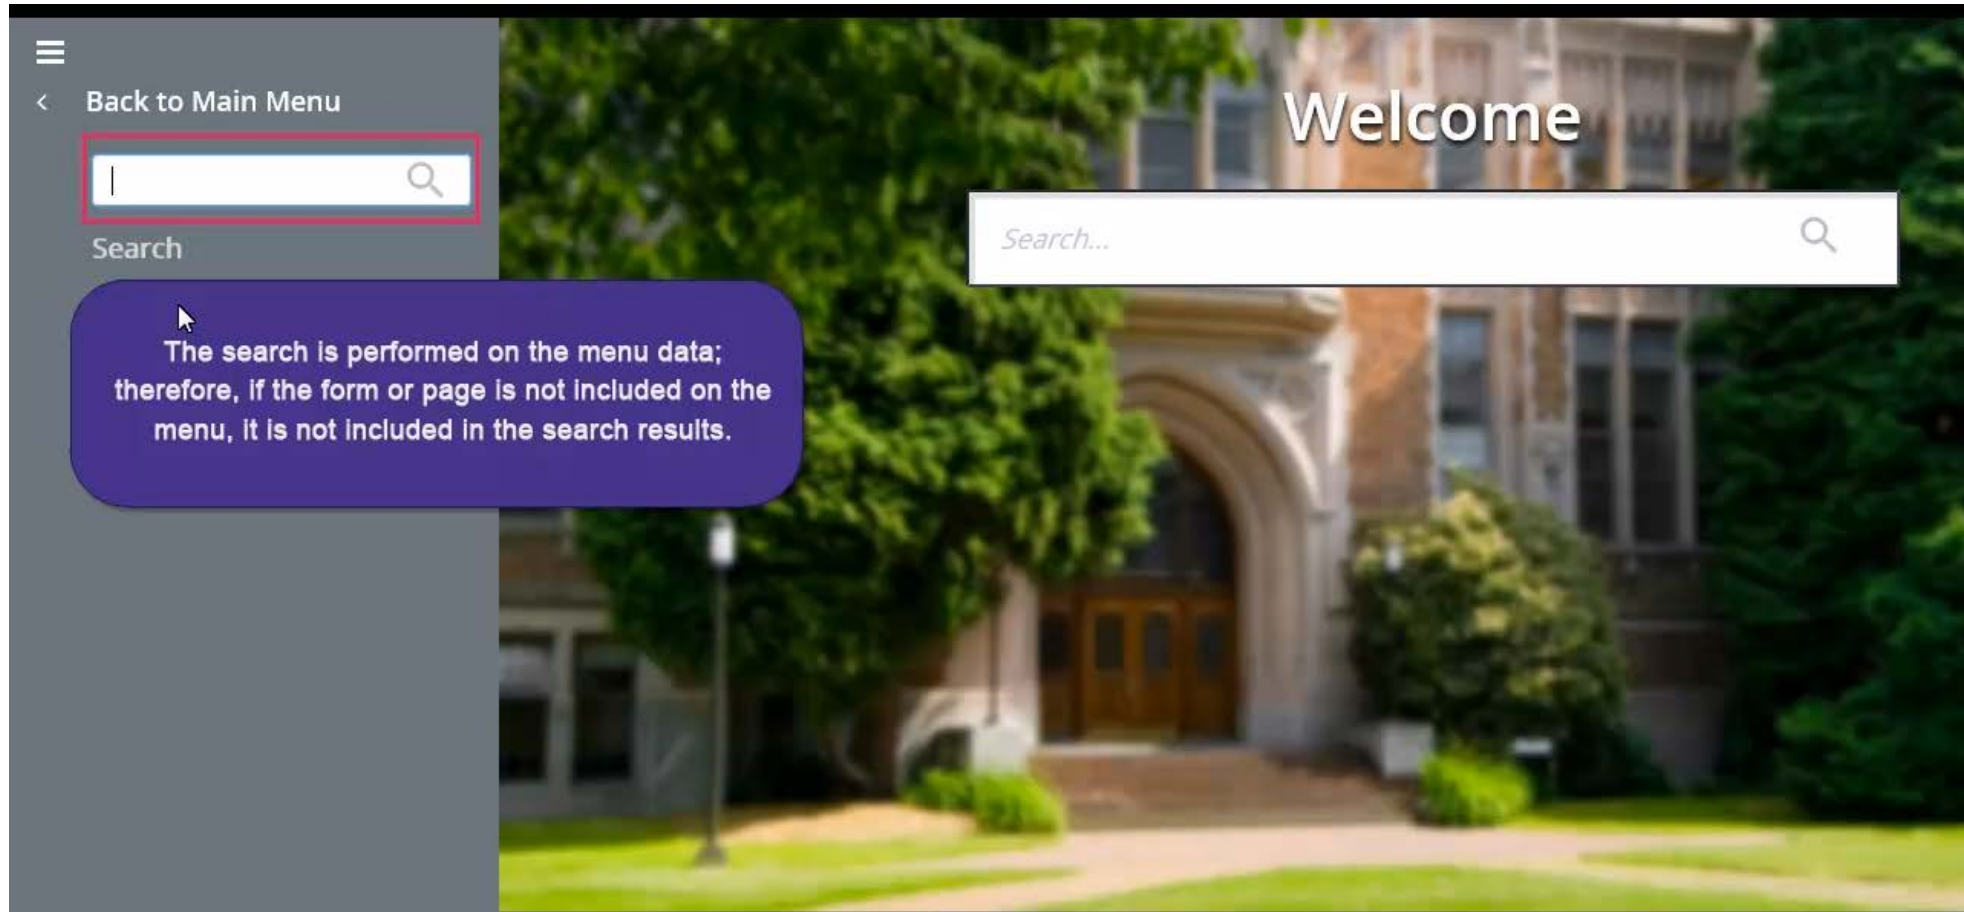 Back to Main Menu
Search
The search is performed on the menu data;
therefore, if the form or page is not included on the
menu, it is not included in the search results.
Welcome
Search...